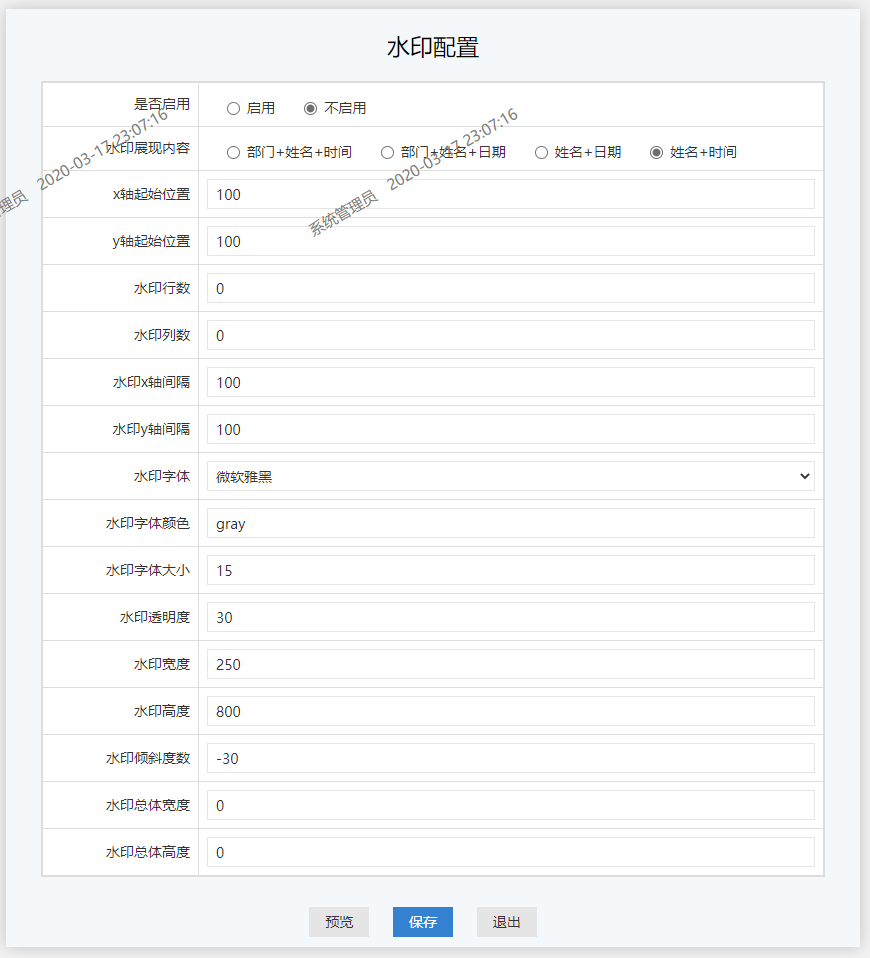 水印配置
是否启用 启用 不启用
水印展现内容 部门+姓名+时间 部门+姓名+日期 姓名+日期 姓名+时间
管理员 2020-03-17 23:07:16
系统管理员 2020-03-17 23:07:16
x轴起始位置 100
y轴起始位置 100
水印行数 0
水印列数 0
水印x轴间隔 100
水印y轴间隔 100
水印字体 微软雅黑
水印字体颜色 gray
水印字体大小 15
水印透明度 30
水印宽度 250
水印高度 800
水印倾斜度数 -30
水印总体宽度 0
水印总体高度 0
预览 保存 退出